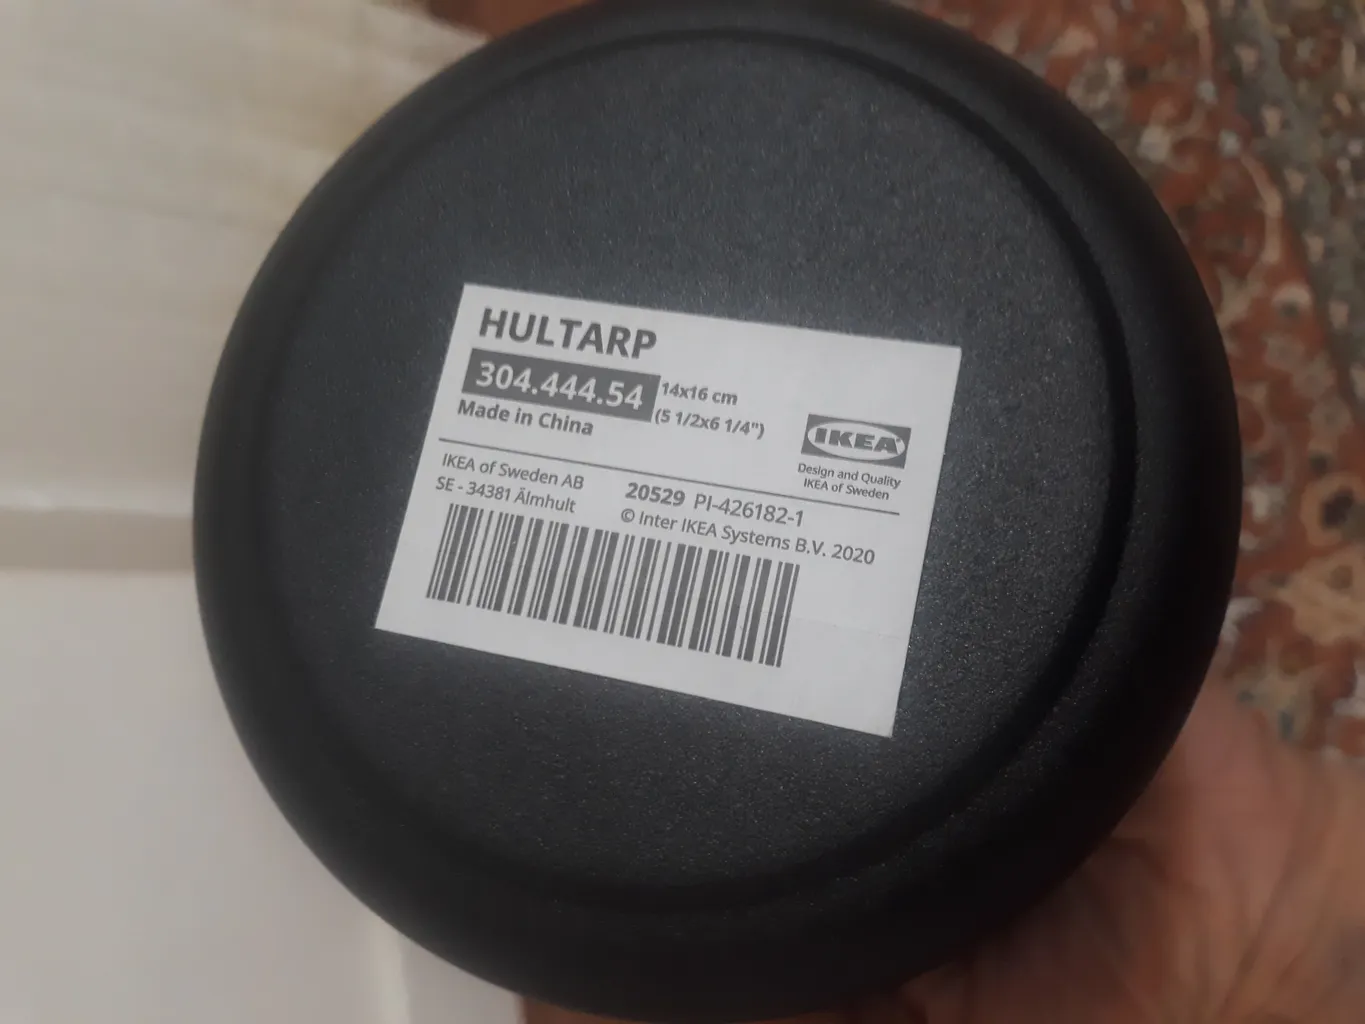 HULTARP
304.444.54
14x16 cm
(5 1/2x6 1/4")
Made in China
IKEA
Design and Quality
IKEA of Sweden
IKEA of Sweden AB
SE - 34381 Älmhult
20529 PI-426182-1
© Inter IKEA Systems B.V. 2020